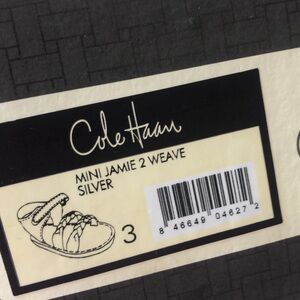 Cole Haan
MINI JAMIE 2 WEAVE
SILVER
3
8 46649 04627 2